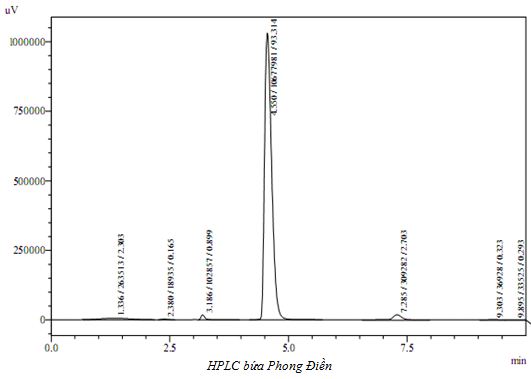 uV
1000000
750000
500000
250000
0
1.336 / 263513 / 2.303
2.380 / 18935 / 0.165
3.186 / 102857 / 0.899
4.550 / 10677981 / 93.314
7.285 / 309282 / 2.703
9.303 / 36928 / 0.323
9.895 / 33525 / 0.293
0.0
2.5
5.0
7.5
min
HPLC bứa Phong Điền